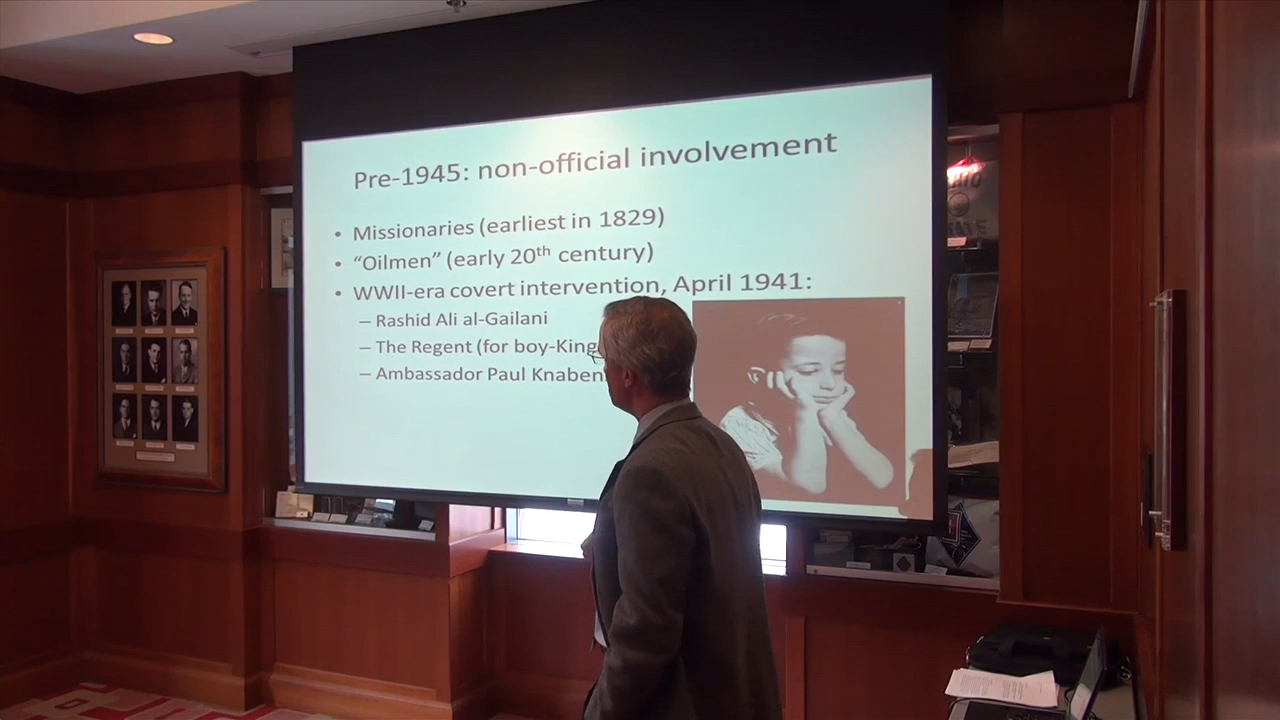 Pre-1945: non-official involvement
• Missionaries (earliest in 1829)
• “Oilmen” (early 20th century)
• WWII-era covert intervention, April 1941:
– Rashid Ali al-Gailani
– The Regent (for boy-King
– Ambassador Paul Knaben